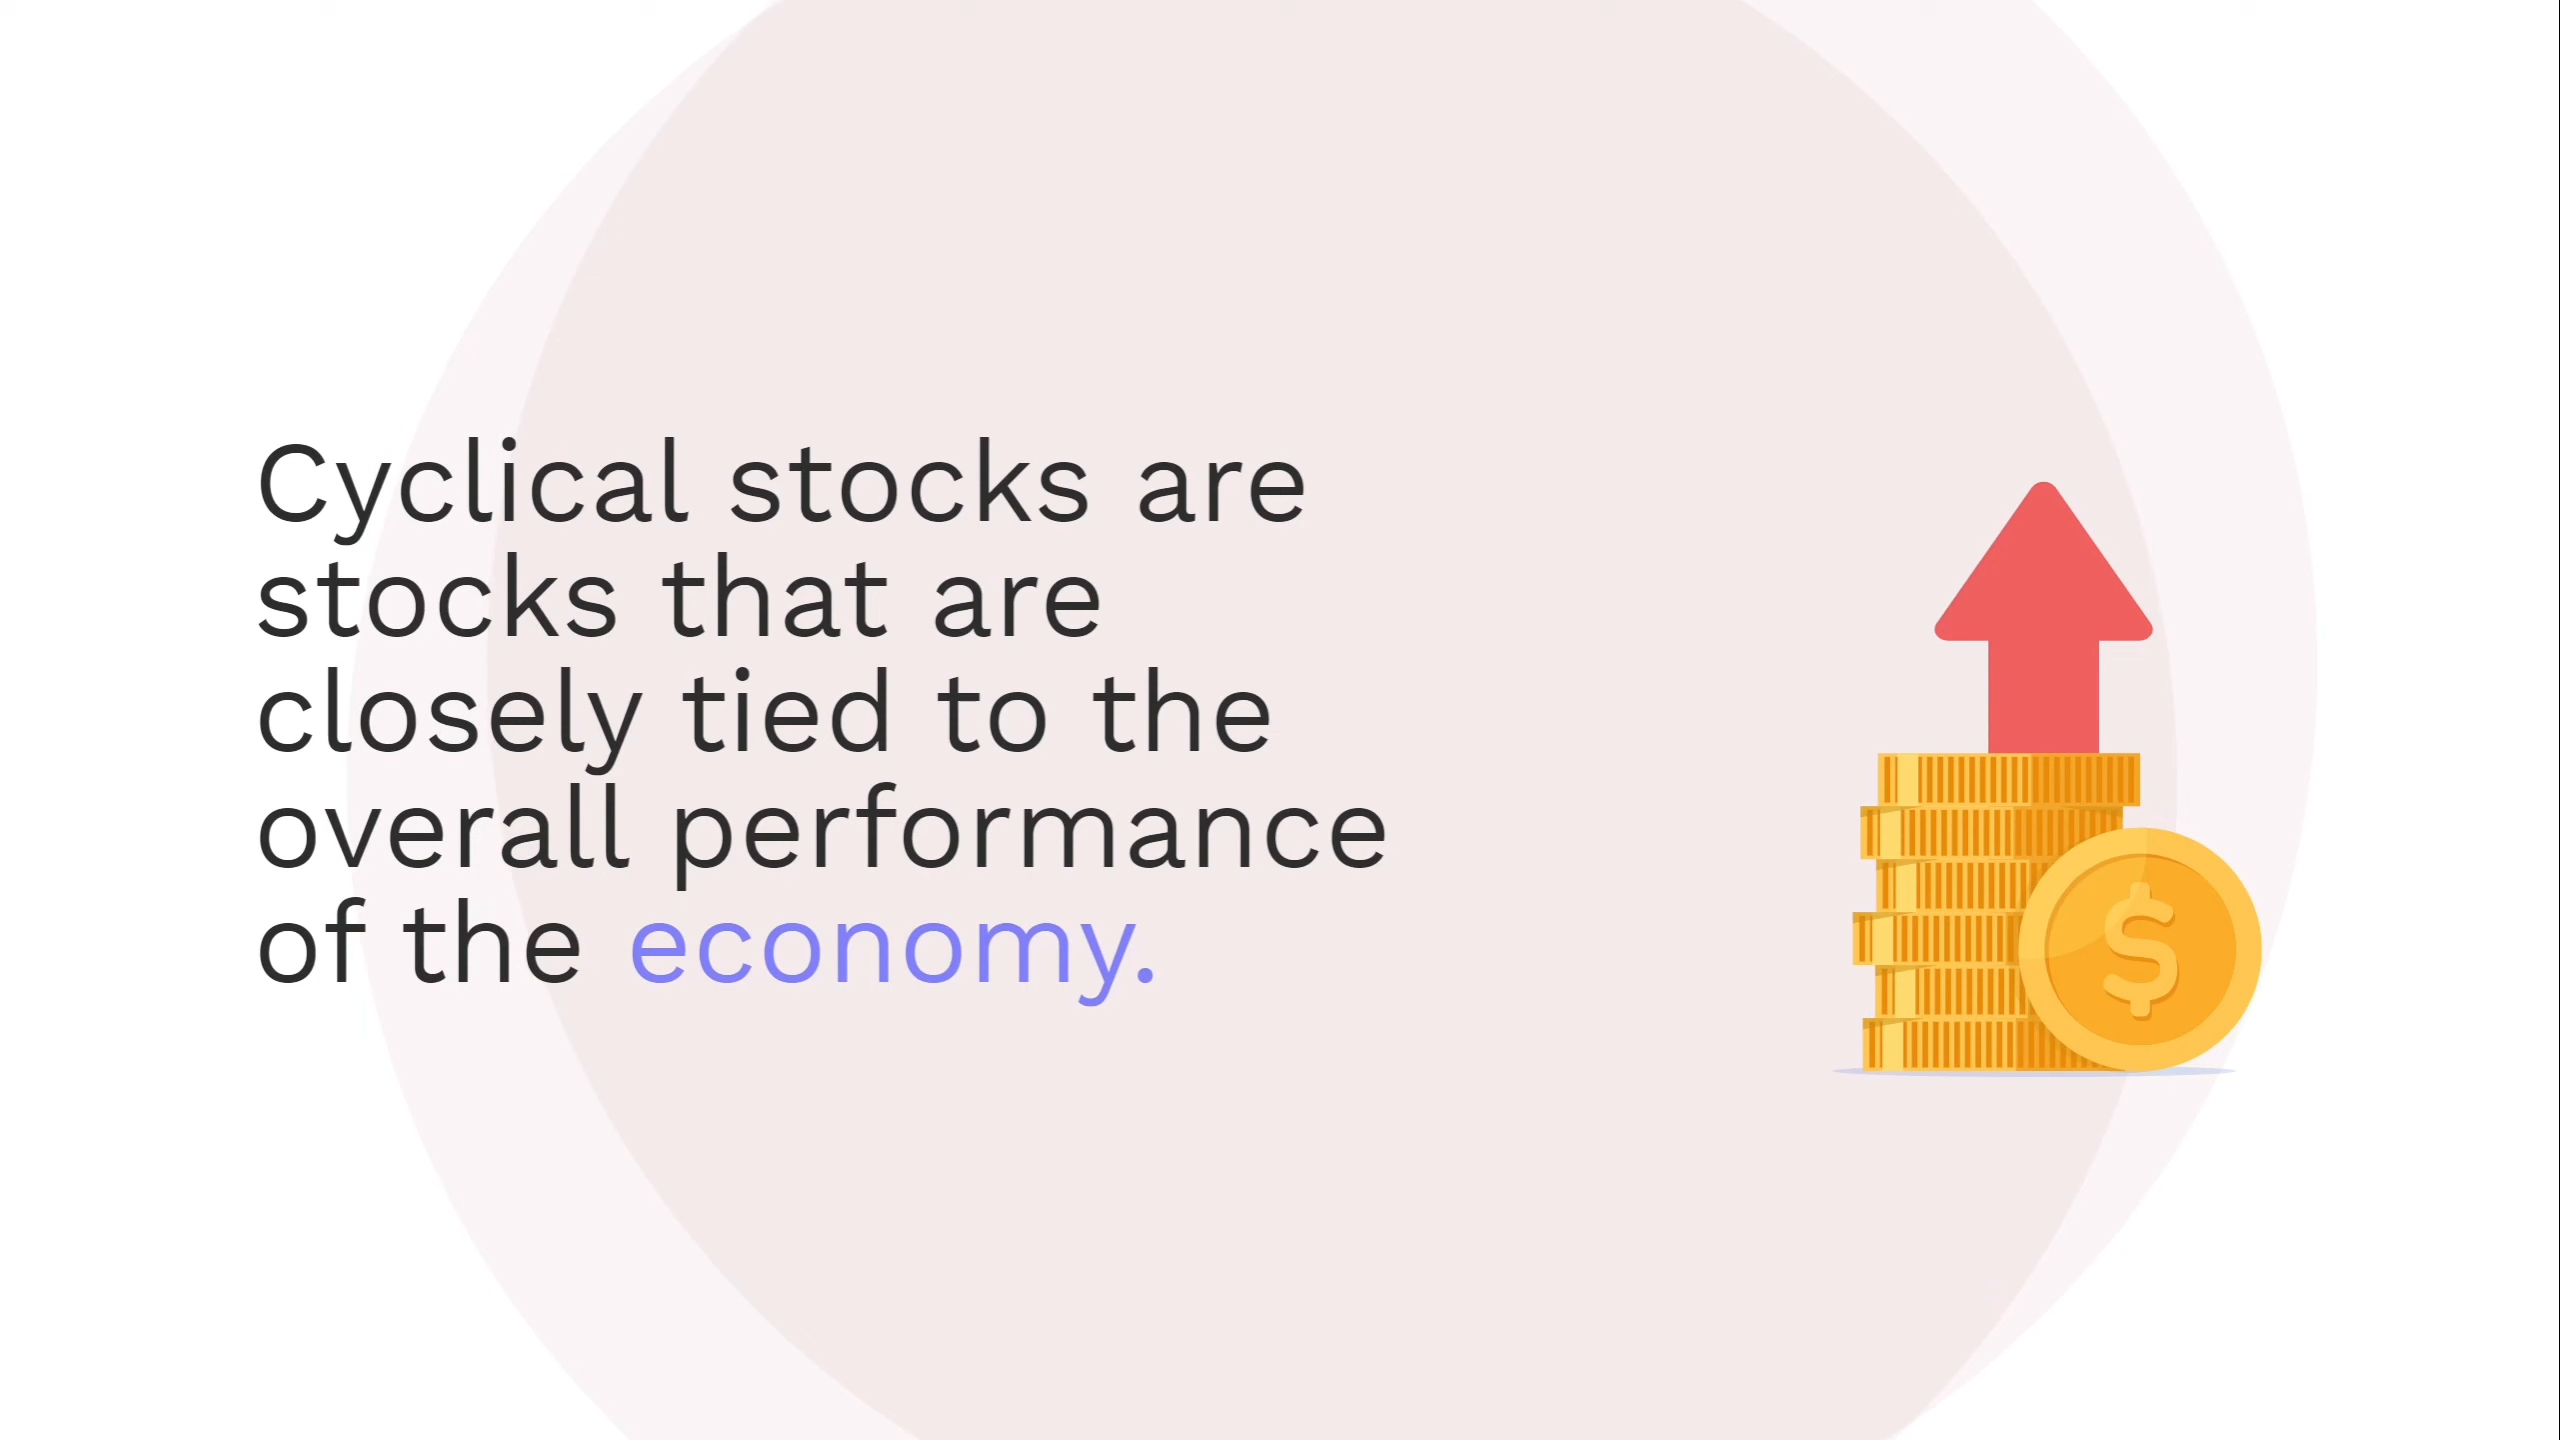 Cyclical stocks are
stocks that are
closely tied to the
overall performance
of the economy.
$